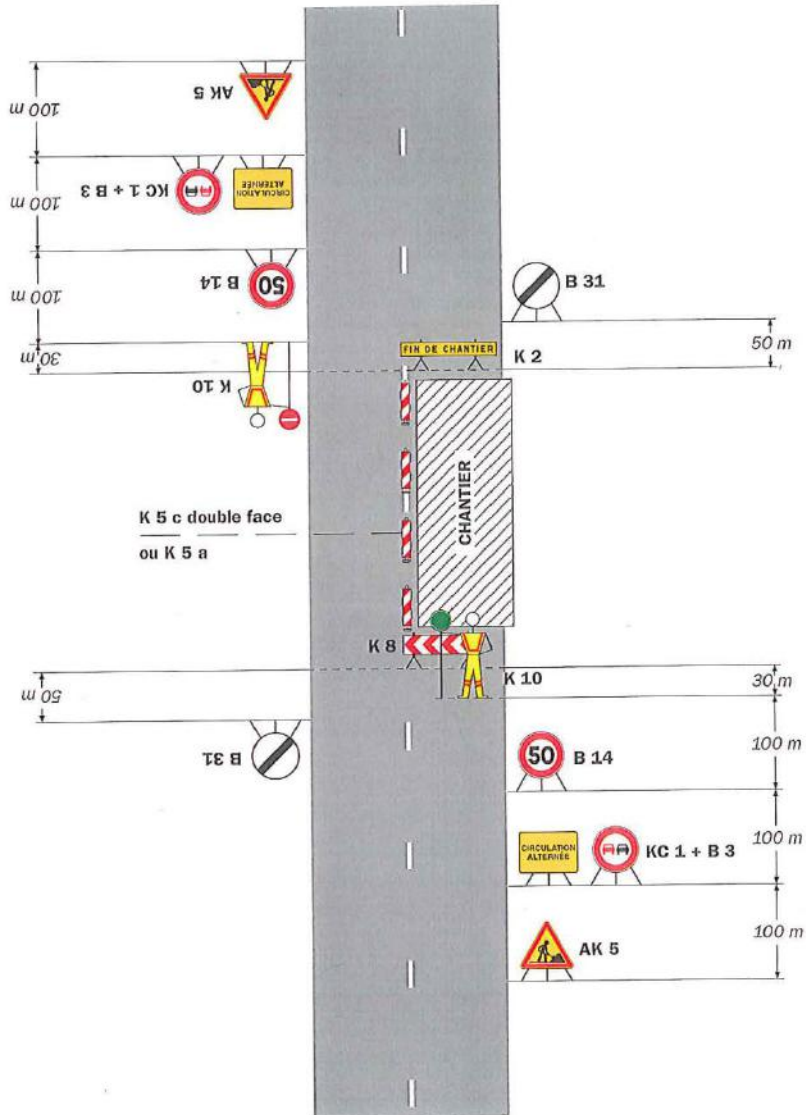 AK 5
100 m
KC 1 + B 3
CIRCULATION
ALTERNÉE
100 m
B 14
50
100 m
30 m
K 10
B 31
50 m
FIN DE CHANTIER
K 2
CHANTIER
K 5 c double face
ou K 5 a
K 8
K 10
30 m
50 m
B 31
100 m
50
B 14
CIRCULATION
ALTERNÉE
KC 1 + B 3
100 m
AK 5
100 m